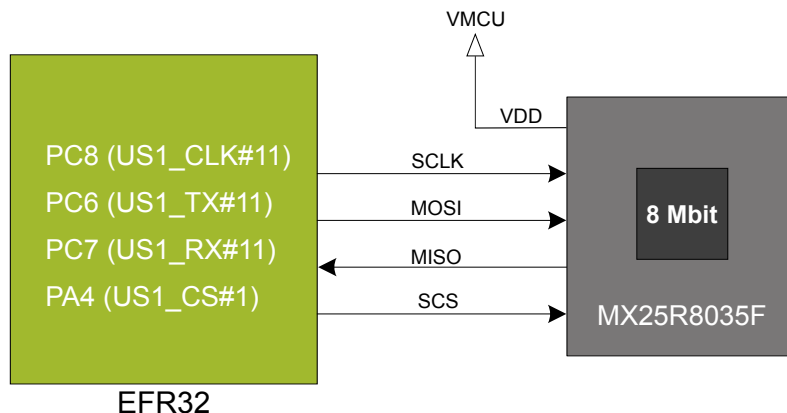 VMCU
VDD
PC8 (US1_CLK#11)
SCLK
PC6 (US1_TX#11)
MOSI
8 Mbit
PC7 (US1_RX#11)
MISO
PA4 (US1_CS#1)
SCS
MX25R8035F
EFR32